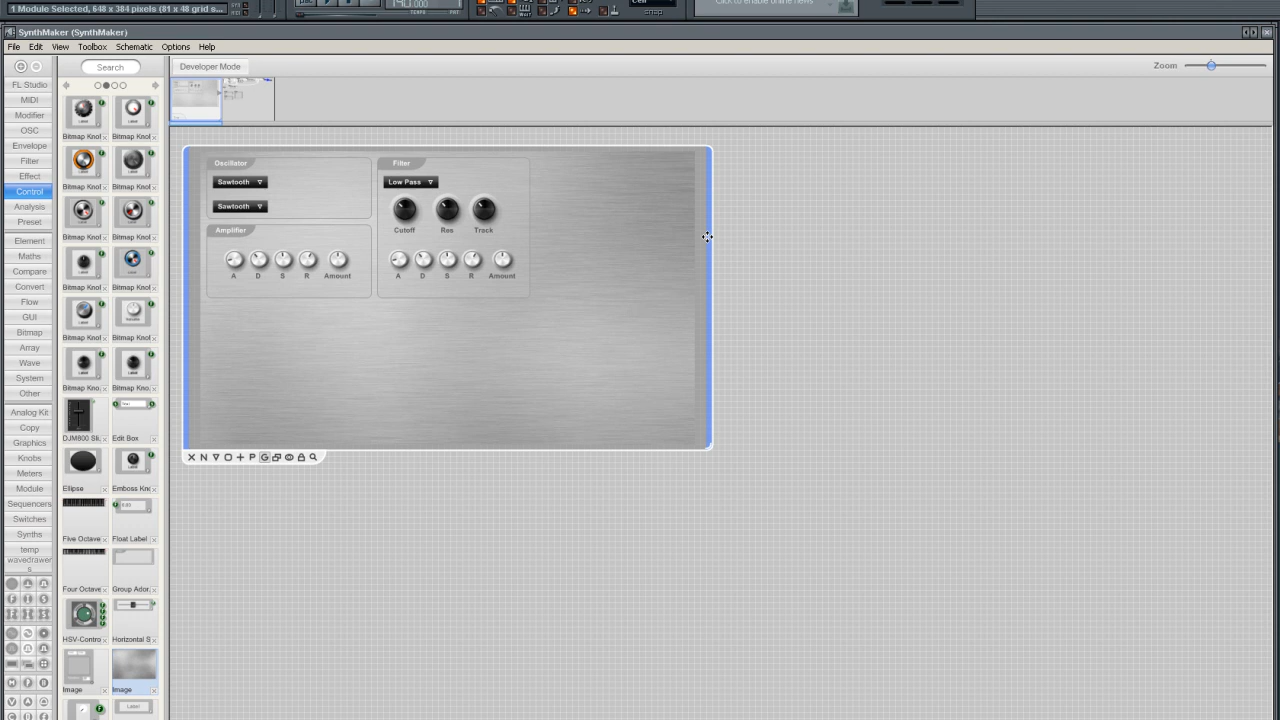 1 Module Selected, 648 x 384 pixels (81 x 48 grid s...
140.000
TEMPO PAT
Click to enable online news
SynthMaker (SynthMaker)
File Edit View Toolbox Schematic Options Help
Search
Developer Mode
Zoom
FL Studio
MIDI
Modifier
OSC
Envelope
Filter
Effect
Control
Analysis
Preset
Element
Maths
Compare
Convert
Flow
GUI
Bitmap
Array
Wave
System
Other
Analog Kit
Copy
Graphics
Knobs
Meters
Module
Sequencers
Switches
Synths
temp
wavedrawer
s
Bitmap Knol Bitmap Knol
Bitmap Knol Bitmap Knol
Bitmap Knol Bitmap Knol
Bitmap Knol Bitmap Knol
Bitmap Knol Bitmap Knol
Bitmap Kno. Bitmap Kno.
DJM800 Sli. Edit Box
Ellipse Emboss Kn
Five Octave Float Label
Four Octave Group Ador.
HSV-Contro Horizontal S
Image Image
Label
Oscillator
Sawtooth
Sawtooth
Amplifier
A D S R Amount
Filter
Low Pass
Cutoff Res Track
A D S R Amount
N P G